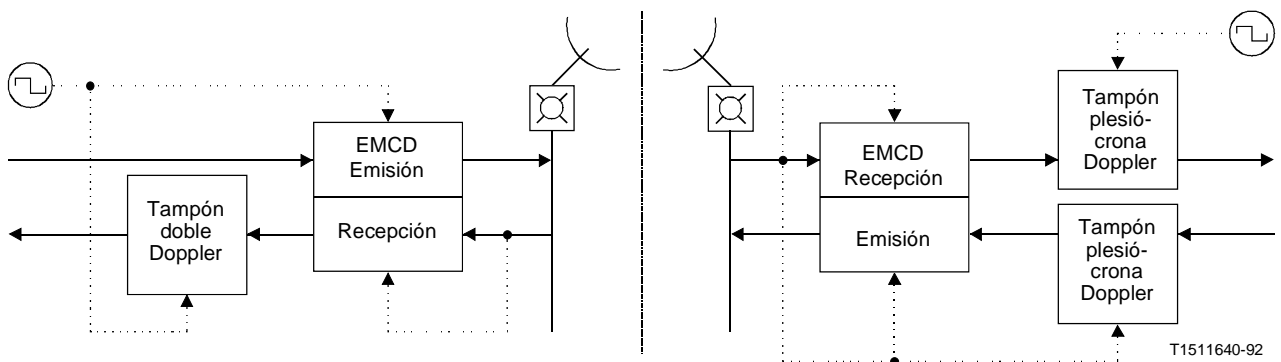 EMCD
Emisión
Recepción
Tampón
doble
Doppler
EMCD
Recepción
Emisión
Tampón
plesió-
crona
Doppler
Tampón
plesió-
crona
Doppler
T1511640-92